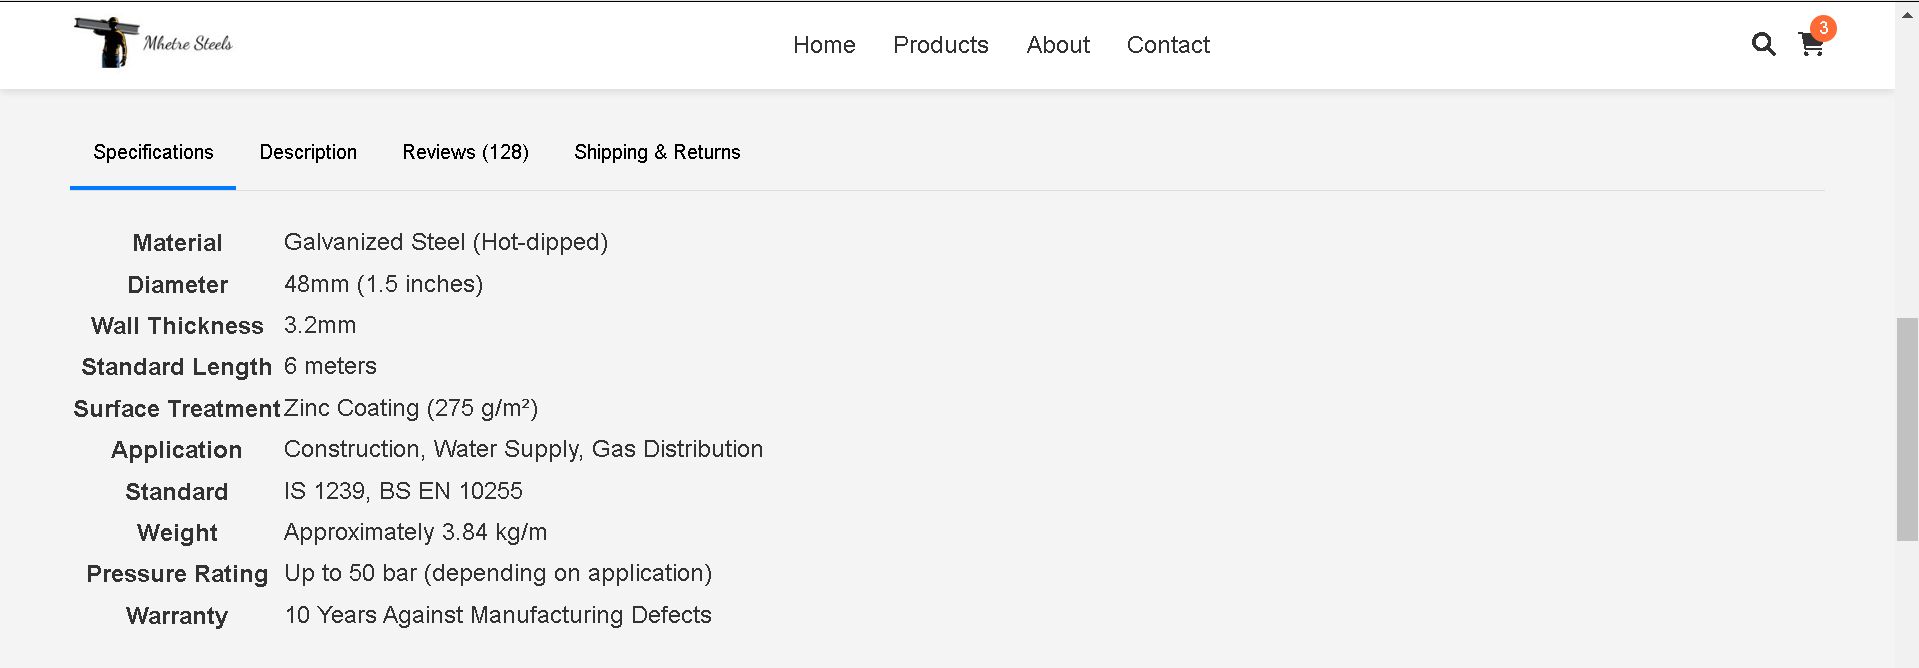 Mhetre Steels
Home Products About Contact
3
Specifications Description Reviews (128) Shipping & Returns
Material Galvanized Steel (Hot-dipped)
Diameter 48mm (1.5 inches)
Wall Thickness 3.2mm
Standard Length 6 meters
Surface Treatment Zinc Coating (275 g/m²)
Application Construction, Water Supply, Gas Distribution
Standard IS 1239, BS EN 10255
Weight Approximately 3.84 kg/m
Pressure Rating Up to 50 bar (depending on application)
Warranty 10 Years Against Manufacturing Defects